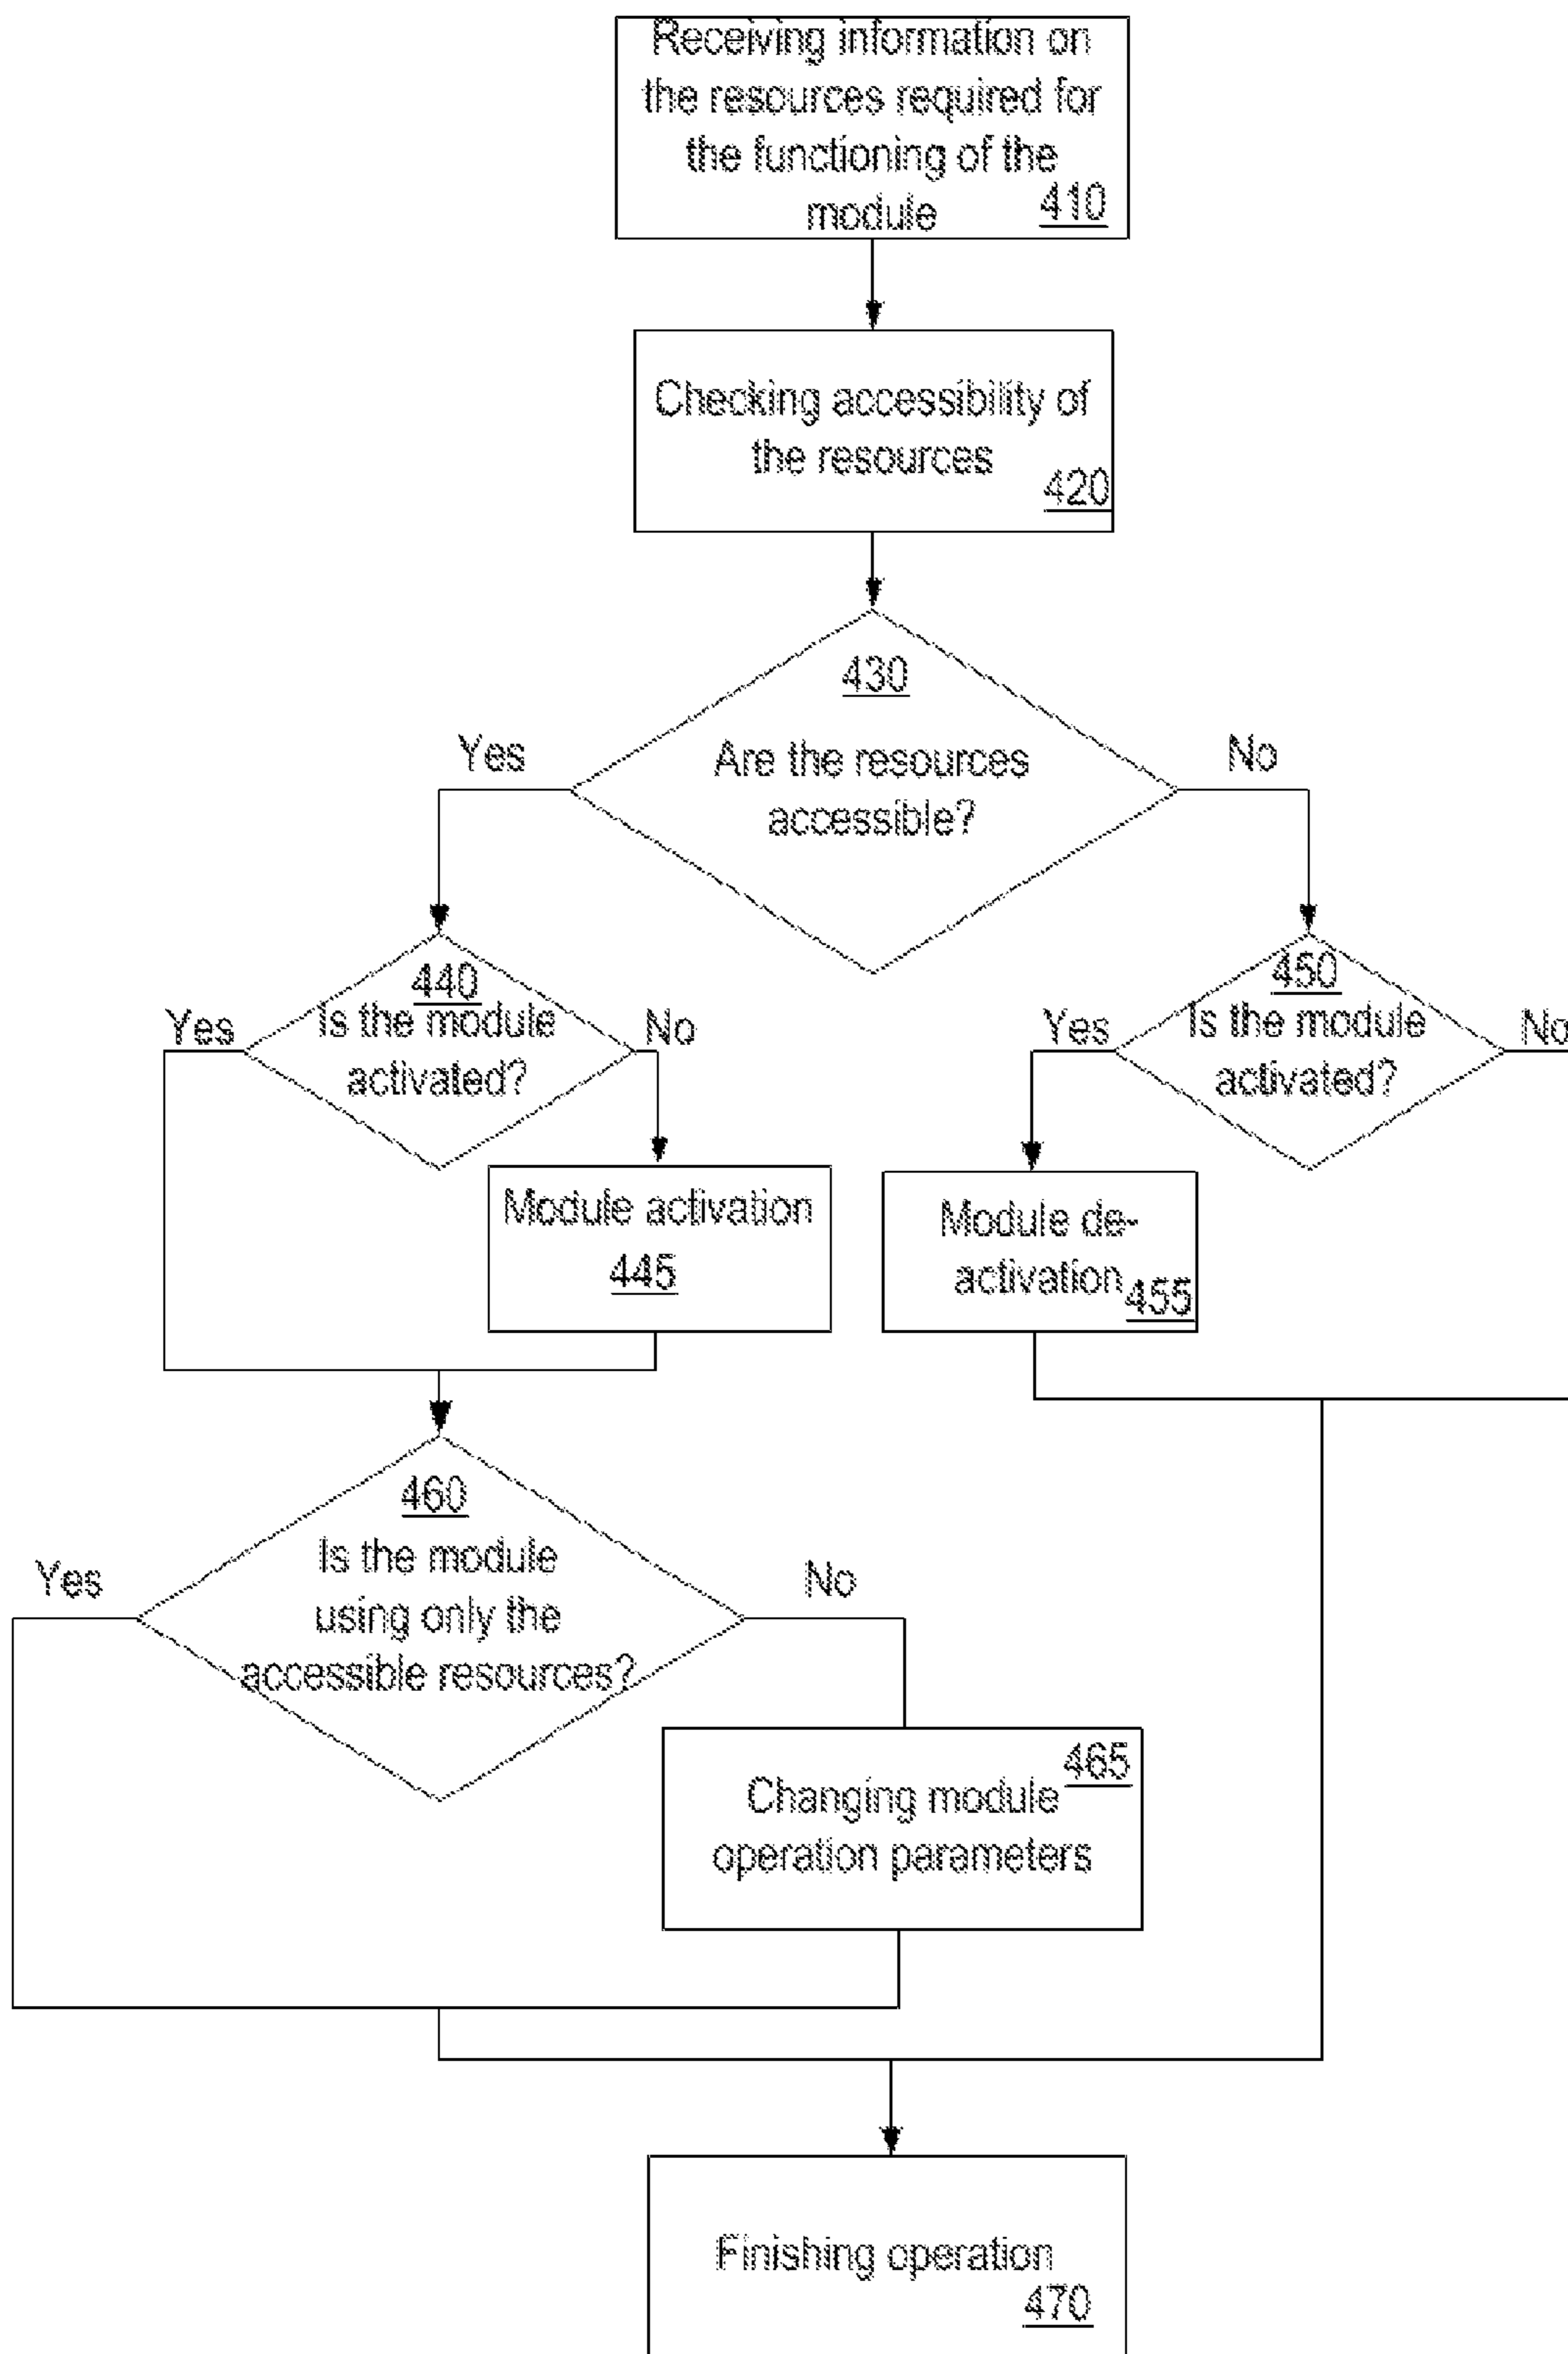 Receiving information on
the resources required for
the functioning of the
module
410
Checking accessibility of
the resources
420
430
Yes
Are the resources
accessible?
No
440
Yes
Is the module
activated?
No
450
Yes
Is the module
activated?
No
Module activation
445
Module de-
activation
455
460
Yes
Is the module
using only the
accessible resources?
No
465
Changing module
operation parameters
Finishing operation
470